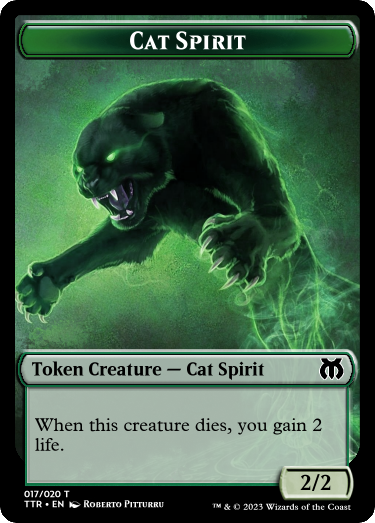 Cat Spirit
Token Creature — Cat Spirit
When this creature dies, you gain 2
life.
2/2
017/020 T
TTR • EN Roberto Pitturru
™ & © 2023 Wizards of the Coast